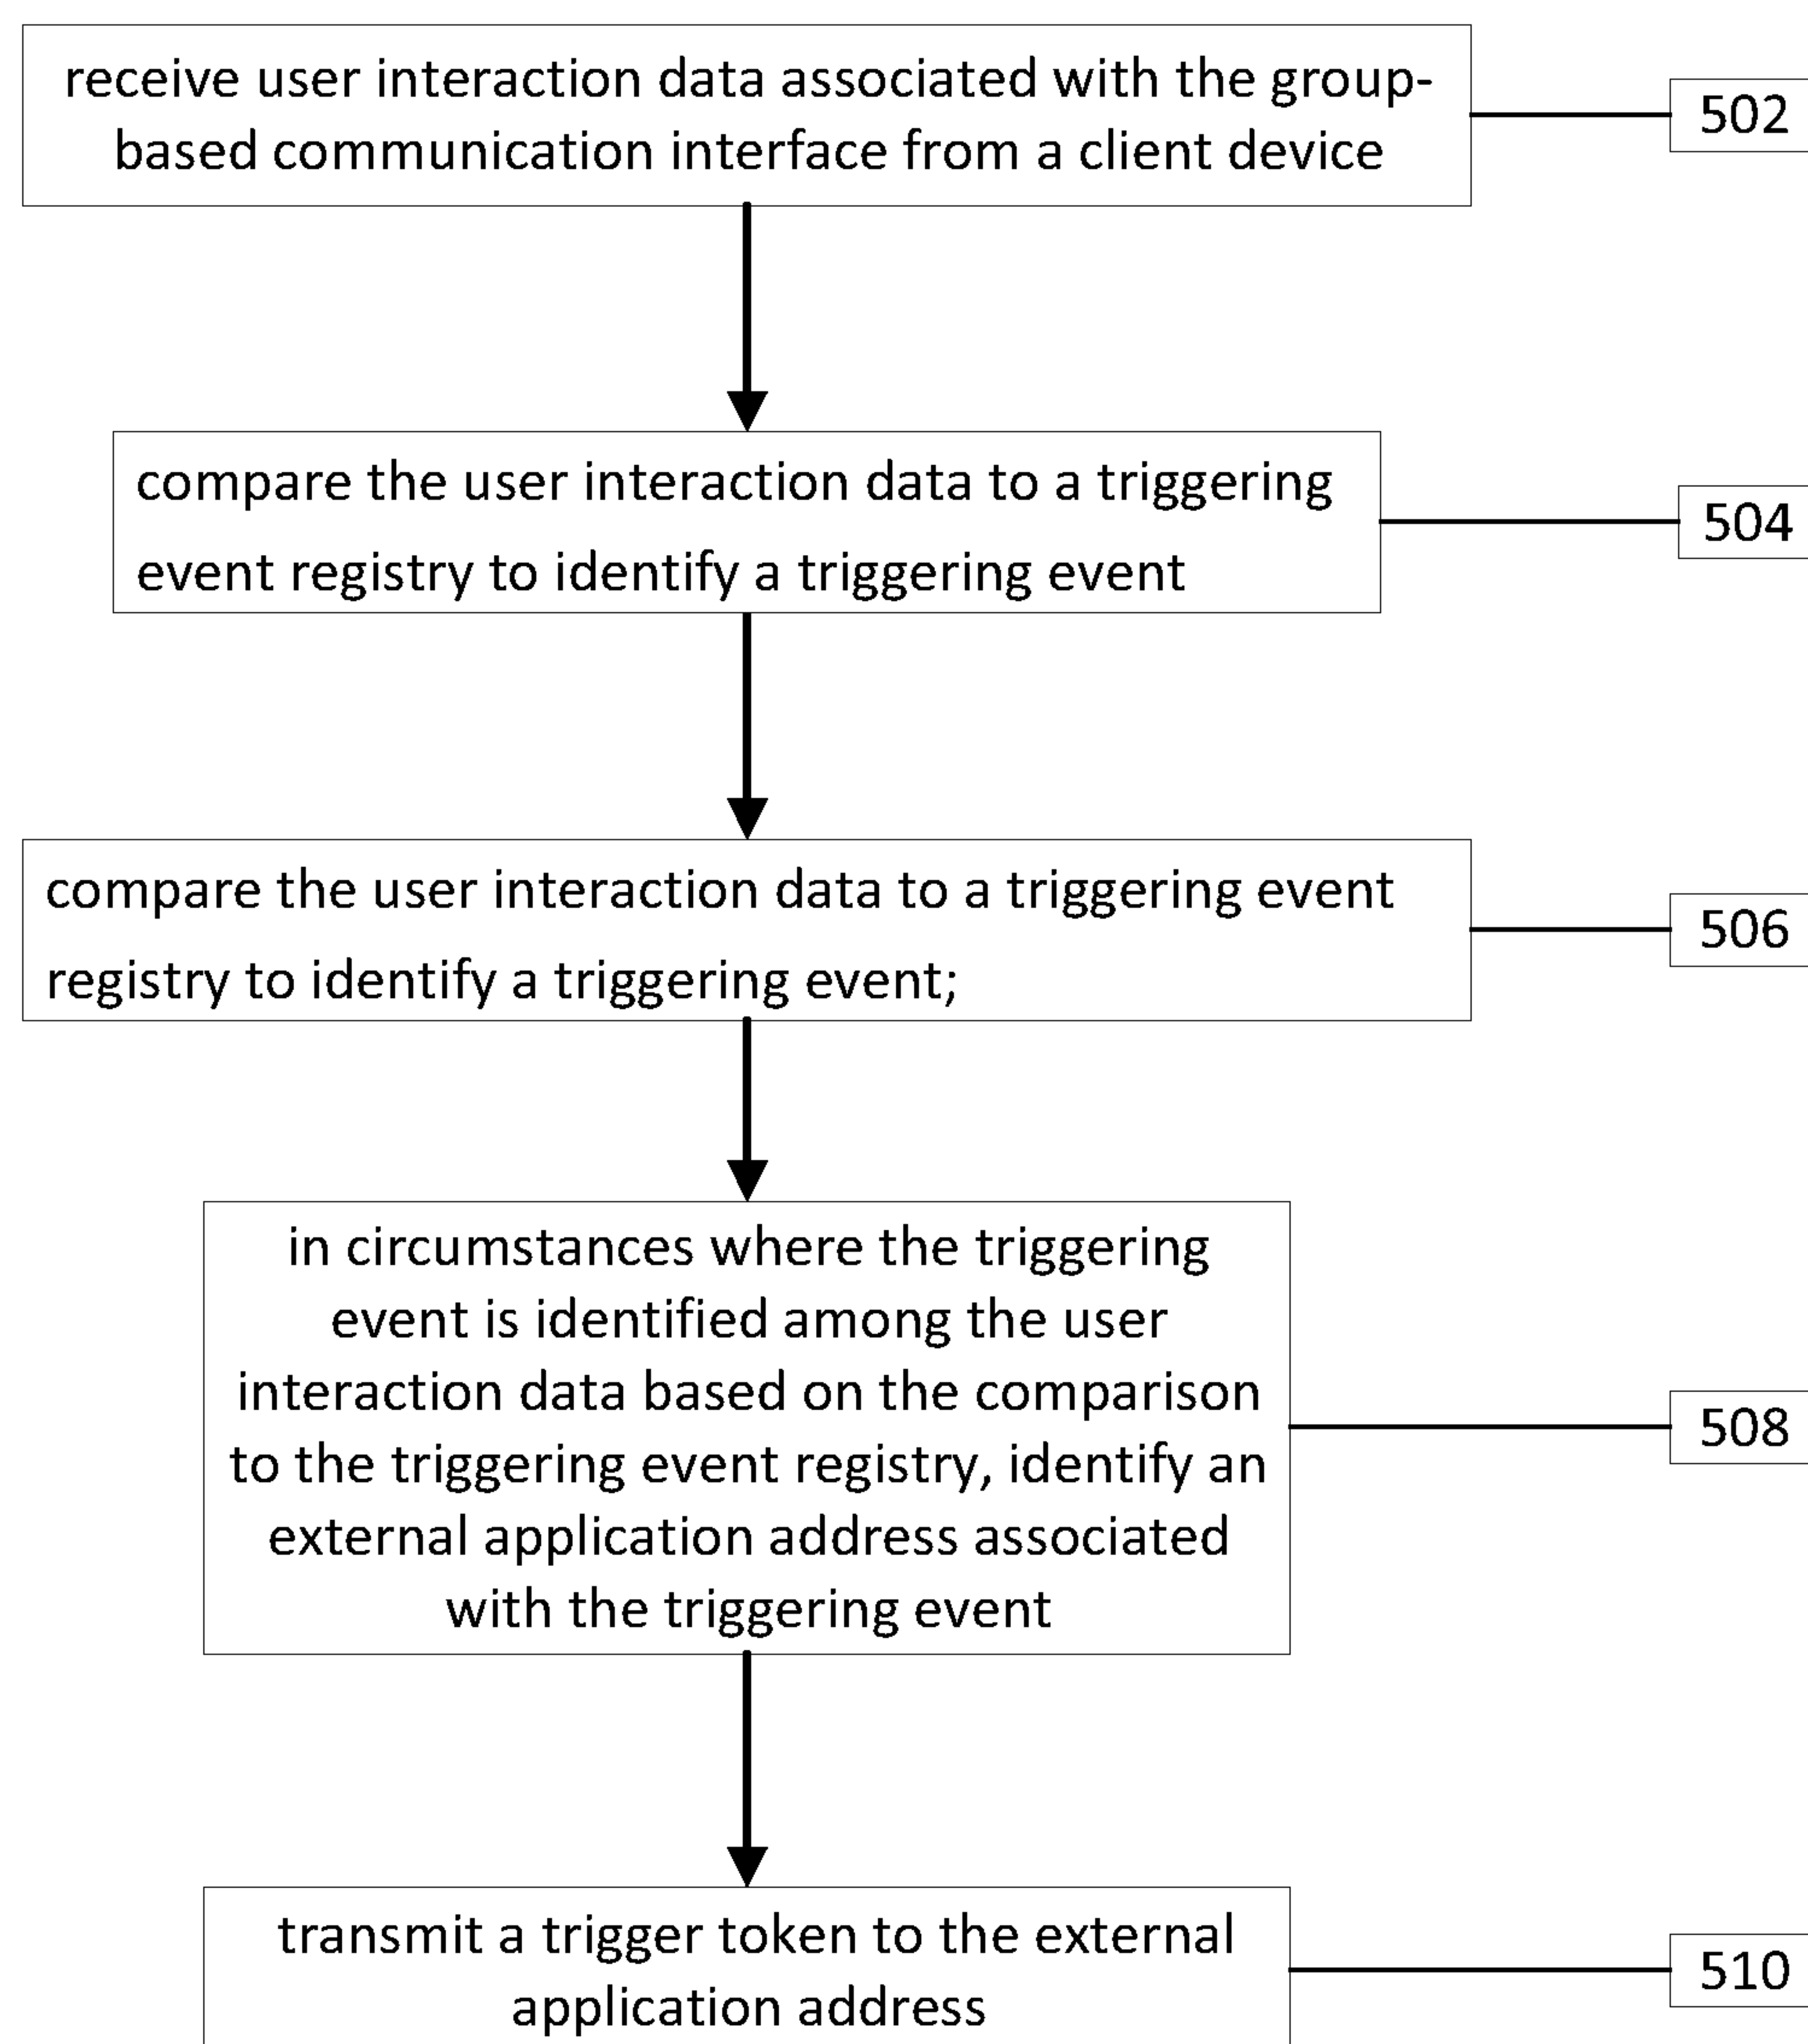 receive user interaction data associated with the group-
based communication interface from a client device
502
compare the user interaction data to a triggering
event registry to identify a triggering event
504
compare the user interaction data to a triggering event
registry to identify a triggering event;
506
in circumstances where the triggering
event is identified among the user
interaction data based on the comparison
to the triggering event registry, identify an
external application address associated
with the triggering event
508
transmit a trigger token to the external
application address
510